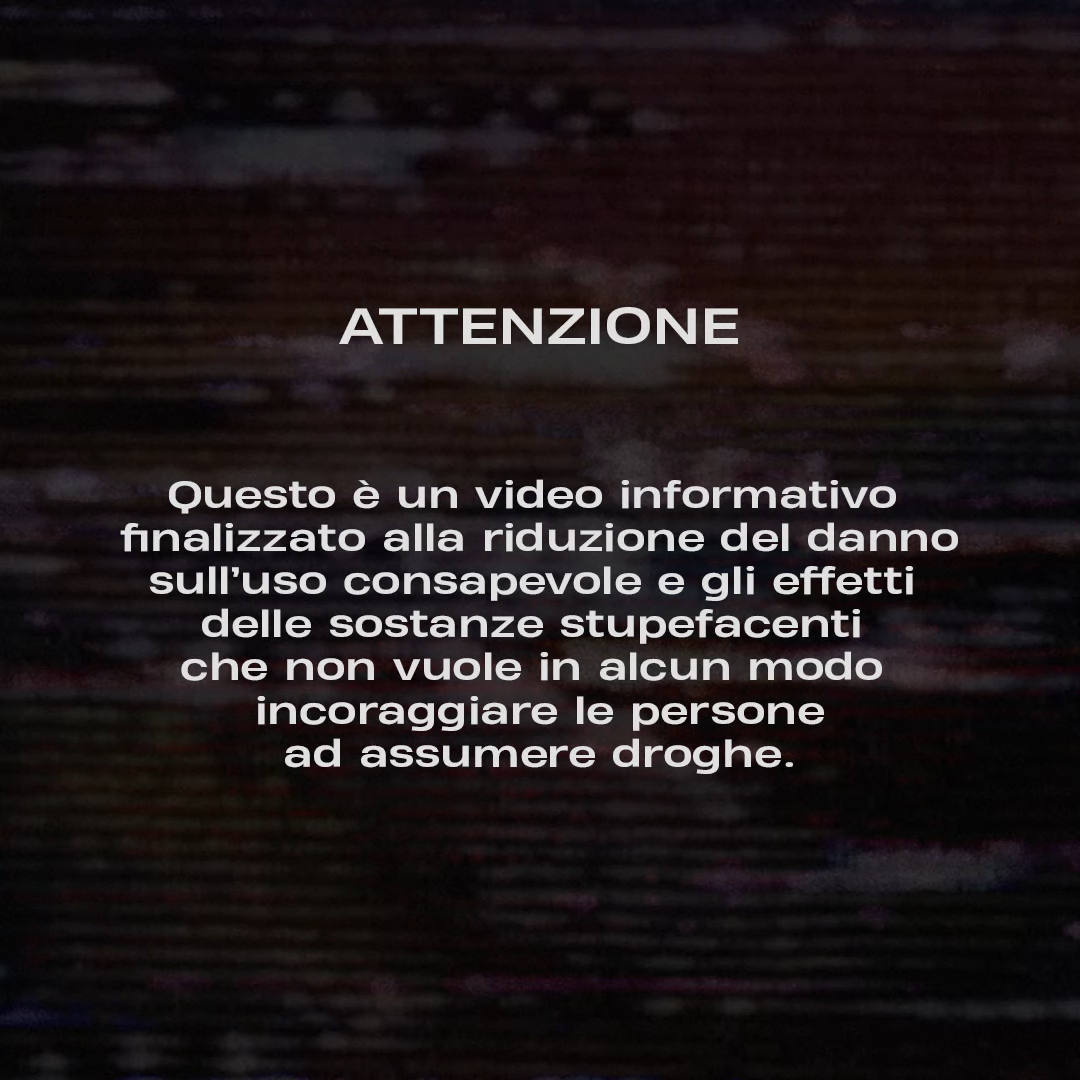 ATTENZIONE
Questo è un video informativo
finalizzato alla riduzione del danno
sull’uso consapevole e gli effetti
delle sostanze stupefacenti
che non vuole in alcun modo
incoraggiare le persone
ad assumere droghe.